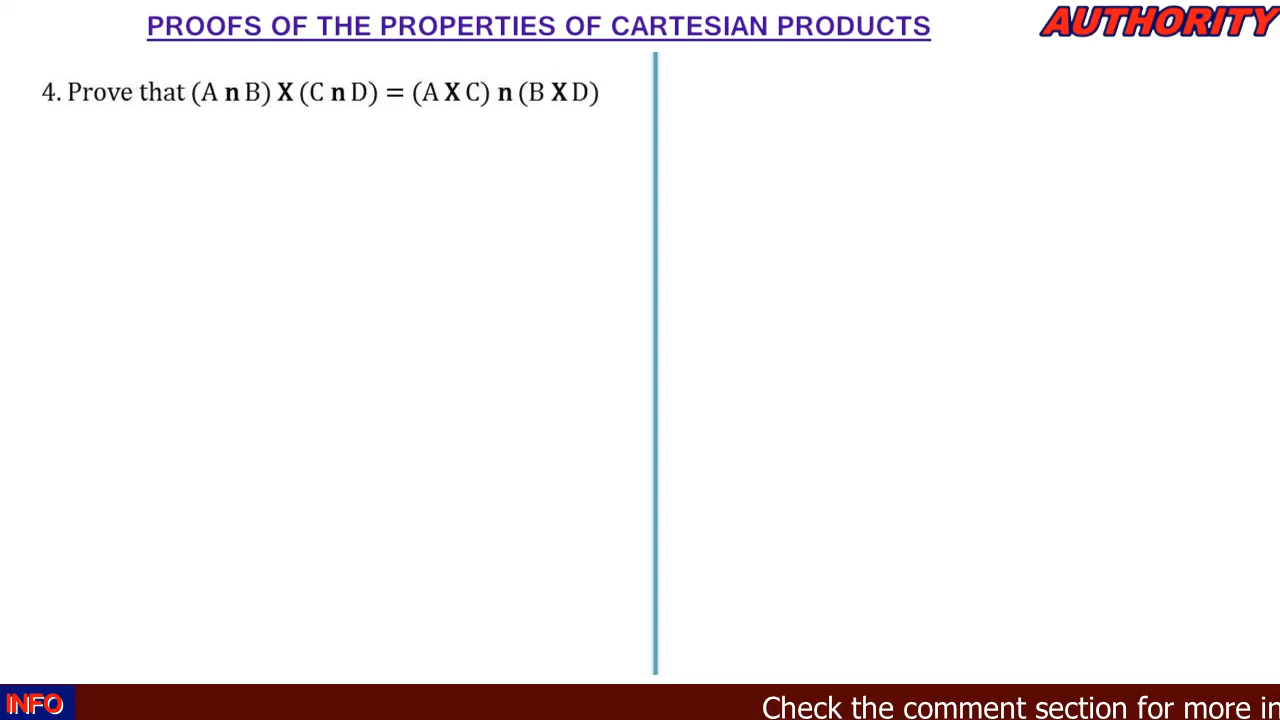 PROOFS OF THE PROPERTIES OF CARTESIAN PRODUCTS
AUTHORITY
4. Prove that (A n B) X (C n D) = (A X C) n (B X D)
INFO
Check the comment section for more in